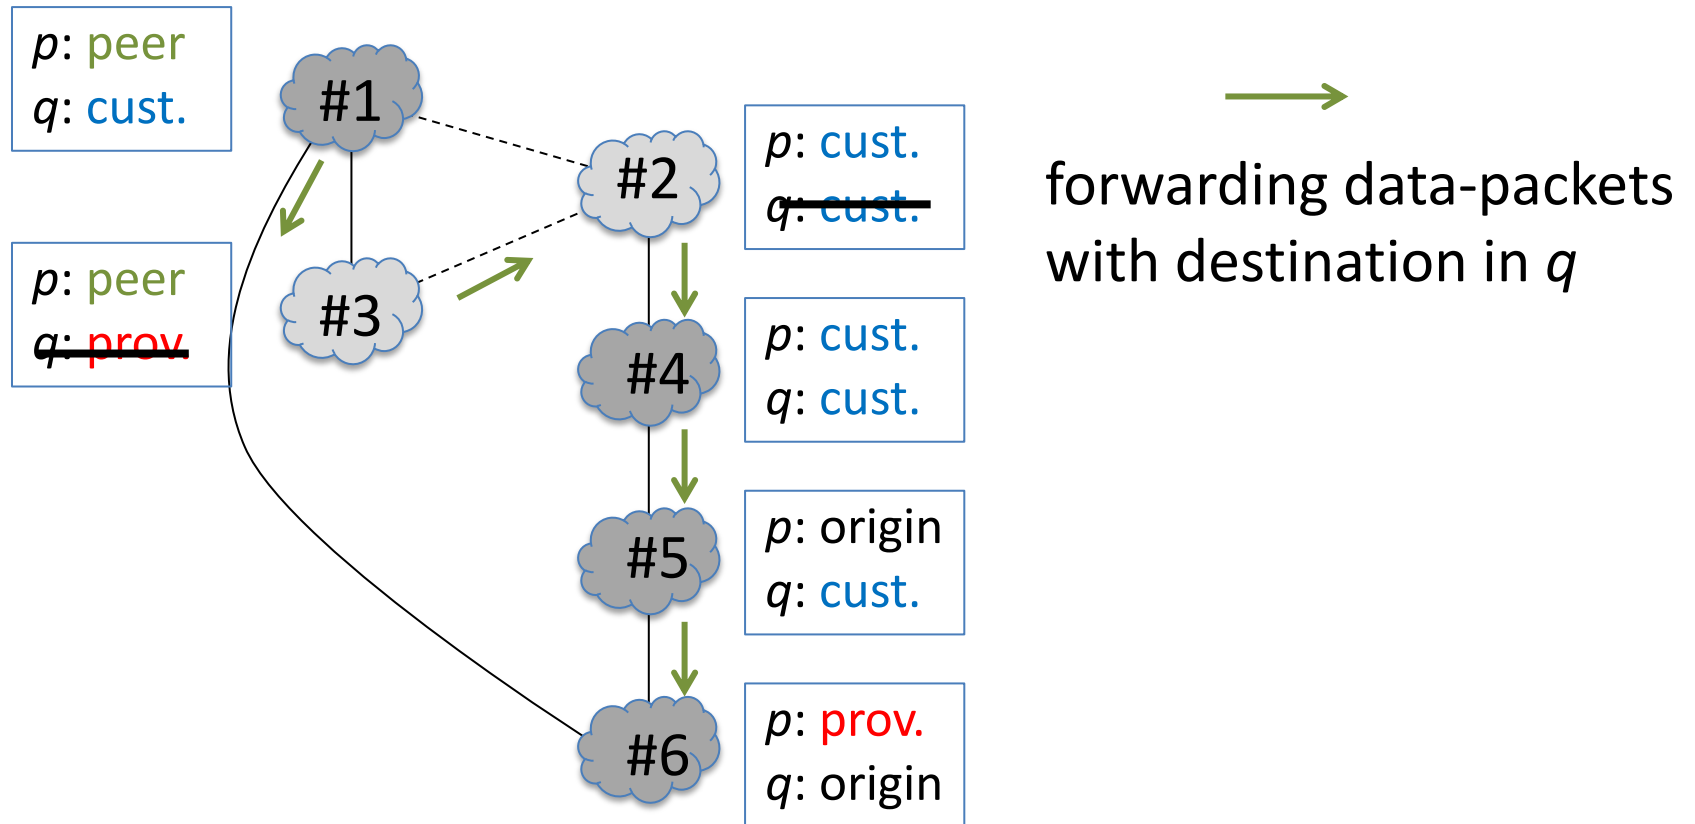 p: peer
q: cust.
#1
p: cust.
q: cust.
#2
forwarding data-packets
with destination in q
p: peer
q: prov.
#3
p: cust.
q: cust.
#4
p: origin
q: cust.
#5
p: prov.
q: origin
#6